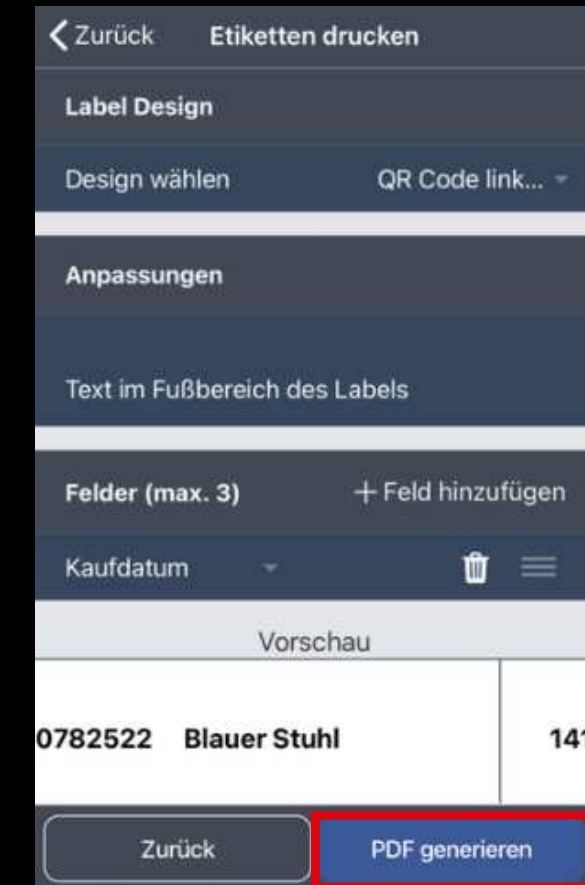 Zurück Etiketten drucken
Label Design
Design wählen QR Code link...
Anpassungen
Text im Fußbereich des Labels
Felder (max. 3) + Feld hinzufügen
Kaufdatum
Vorschau
0782522 Blauer Stuhl 141
Zurück PDF generieren